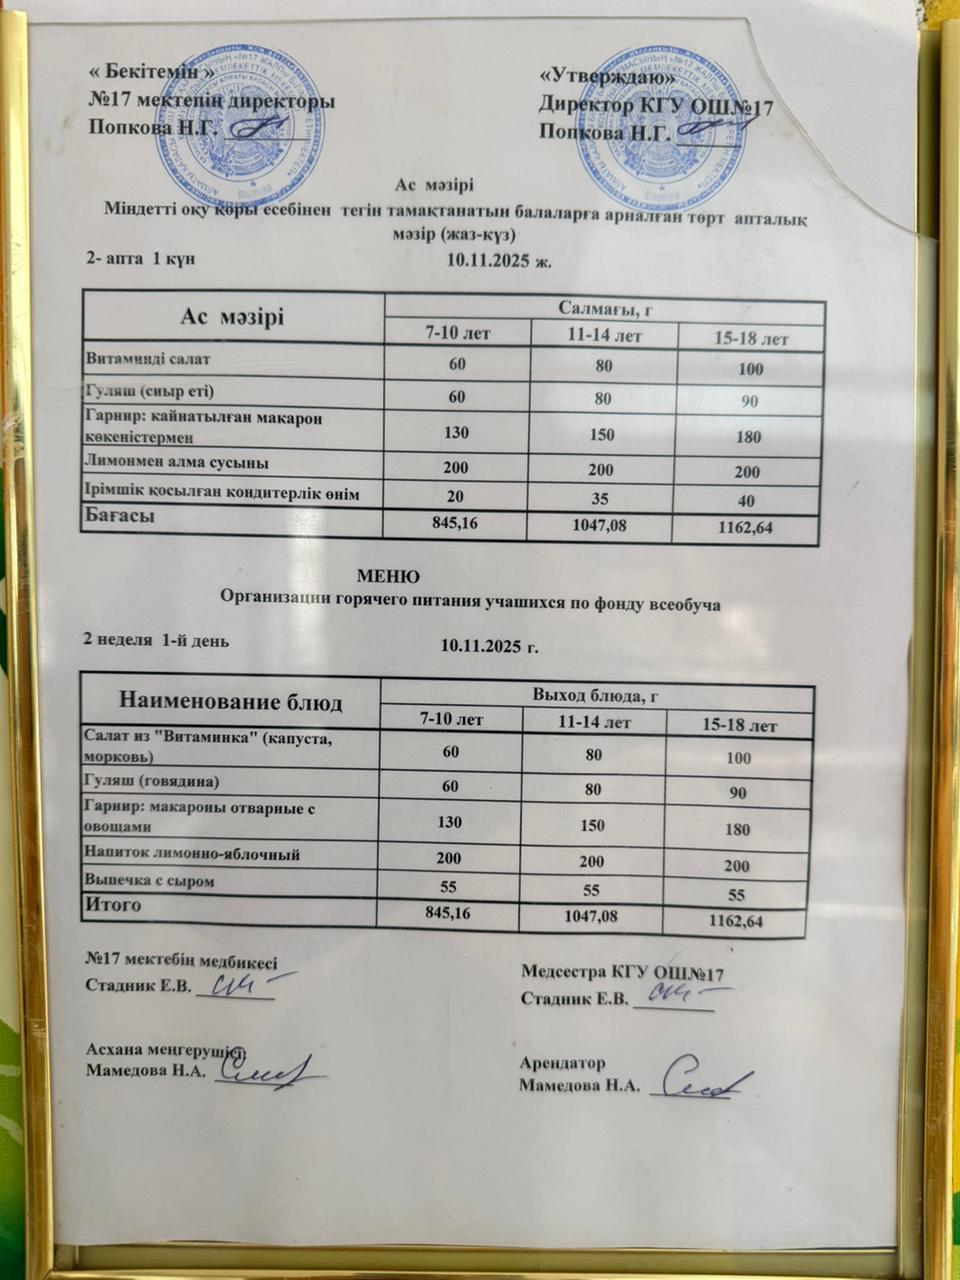 « Бекітемін »
№17 мектепің директоры
Попкова Н.Г.
«Утверждаю»
Директор КГУ ОШ№17
Попкова Н.Г.
Ас мәзірі
Міндетті оқу қоры есебінен тегін тамақтанатын балаларға арналған төрт апталық
мәзір (жаз-күз)
2- апта 1 күн 10.11.2025 ж.
Ас мәзірі Салмағы, г
7-10 лет 11-14 лет 15-18 лет
Витаминді салат 60 80 100
Гуляш (сиыр еті) 60 80 90
Гарнир: кайнатылған макарон
көкеністермен 130 150 180
Лимонмен алма сусыны 200 200 200
Ірімшік қосылған кондитерлік өнім 20 35 40
Бағасы 845,16 1047,08 1162,64
МЕНЮ
Организации горячего питания учашихся по фонду всеобуча
2 неделя 1-й день 10.11.2025 г.
Наименование блюд Выход блюда, г
7-10 лет 11-14 лет 15-18 лет
Салат из "Витаминка" (капуста,
морковь) 60 80 100
Гуляш (говядина) 60 80 90
Гарнир: макароны отварные с
овощами 130 150 180
Напиток лимонно-яблочный 200 200 200
Выпечка с сыром 55 55 55
Итого 845,16 1047,08 1162,64
№17 мектебің медбикесі
Стадник Е.В.
Медсестра КГУ ОШ№17
Стадник Е.В.
Асхана меңгерушісі
Мамедова Н.А.
Арендатор
Мамедова Н.А.